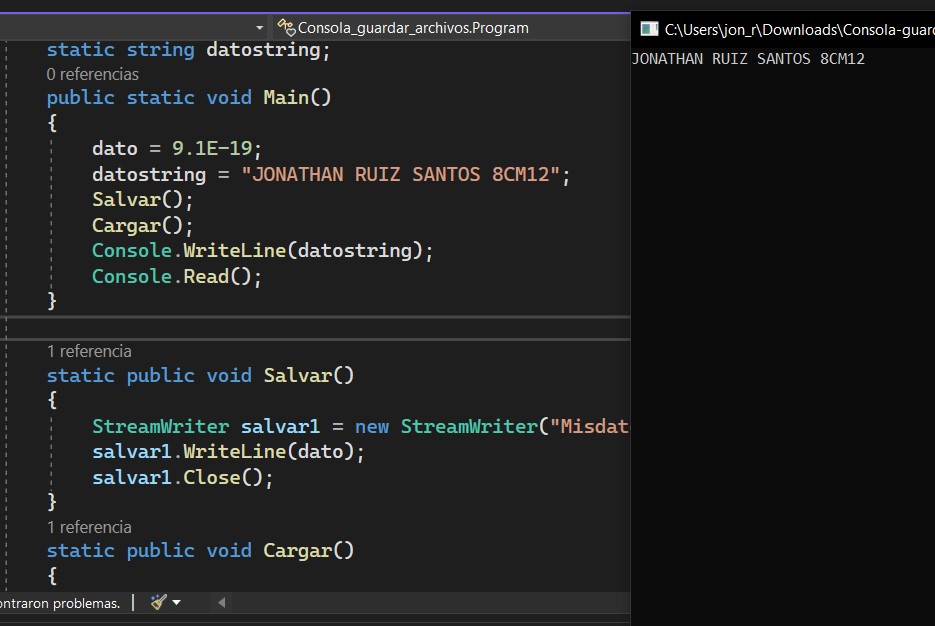 Consola_guardar_archivos.Program
static string datostring;
0 referencias
public static void Main()
{
dato = 9.1E-19;
datostring = "JONATHAN RUIZ SANTOS 8CM12";
Salvar();
Cargar();
Console.WriteLine(datostring);
Console.Read();
}
1 referencia
static public void Salvar()
{
StreamWriter salvar1 = new StreamWriter("Misdat
salvar1.WriteLine(dato);
salvar1.Close();
}
1 referencia
static public void Cargar()
{
ontraron problemas.
C:\Users\jon_r\Downloads\Consola-guard
JONATHAN RUIZ SANTOS 8CM12